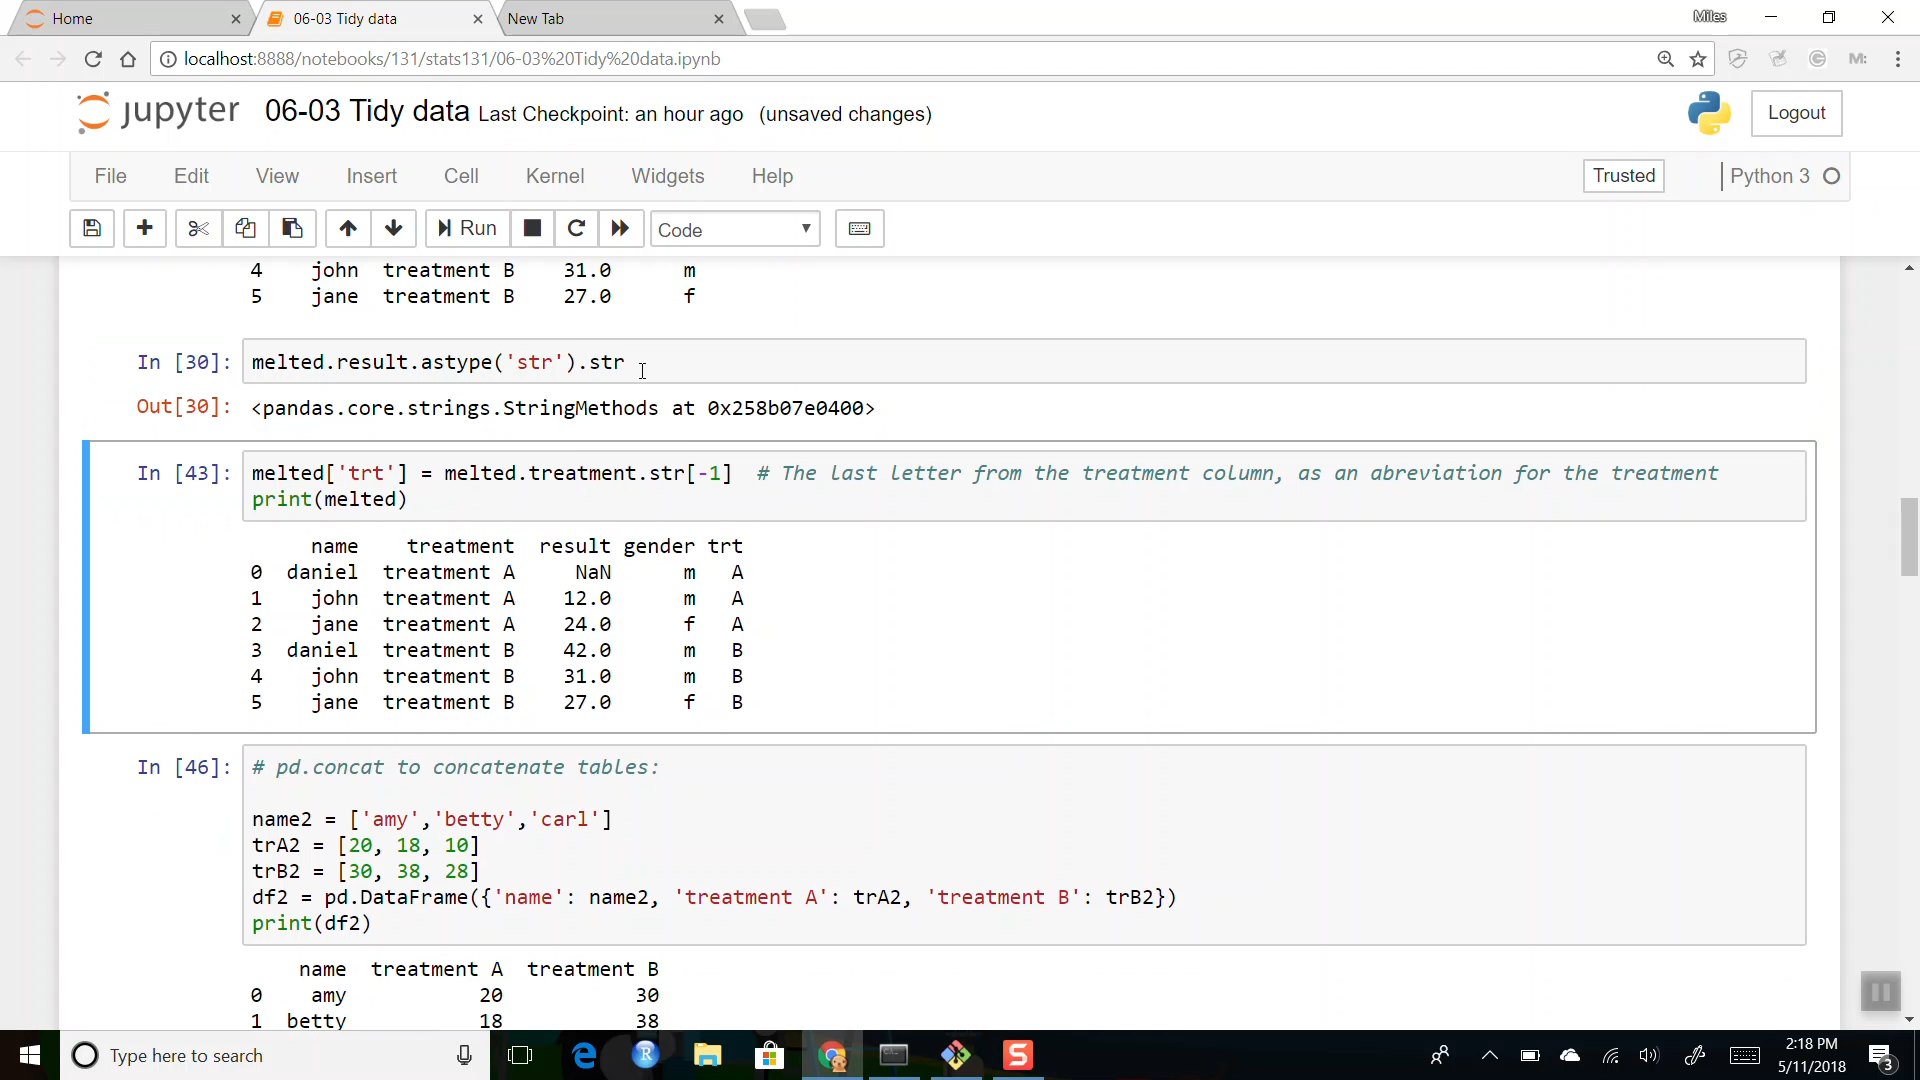 Home
06-03 Tidy data
New Tab
Miles
localhost:8888/notebooks/131/stats131/06-03%20Tidy%20data.ipynb
M:
jupyter 06-03 Tidy data Last Checkpoint: an hour ago (unsaved changes)
Logout
File Edit View Insert Cell Kernel Widgets Help
Trusted
Python 3
Run
Code
4 john treatment B 31.0 m
5 jane treatment B 27.0 f
In [30]: melted.result.astype('str').str
Out[30]: <pandas.core.strings.StringMethods at 0x258b07e0400>
In [43]: melted['trt'] = melted.treatment.str[-1] # The last letter from the treatment column, as an abreviation for the treatment
print(melted)
name treatment result gender trt
0 daniel treatment A NaN m A
1 john treatment A 12.0 m A
2 jane treatment A 24.0 f A
3 daniel treatment B 42.0 m B
4 john treatment B 31.0 m B
5 jane treatment B 27.0 f B
In [46]: # pd.concat to concatenate tables:
name2 = ['amy','betty','carl']
trA2 = [20, 18, 10]
trB2 = [30, 38, 28]
df2 = pd.DataFrame({'name': name2, 'treatment A': trA2, 'treatment B': trB2})
print(df2)
name treatment A treatment B
0 amy 20 30
1 betty 18 38
Type here to search
2:18 PM
5/11/2018
3